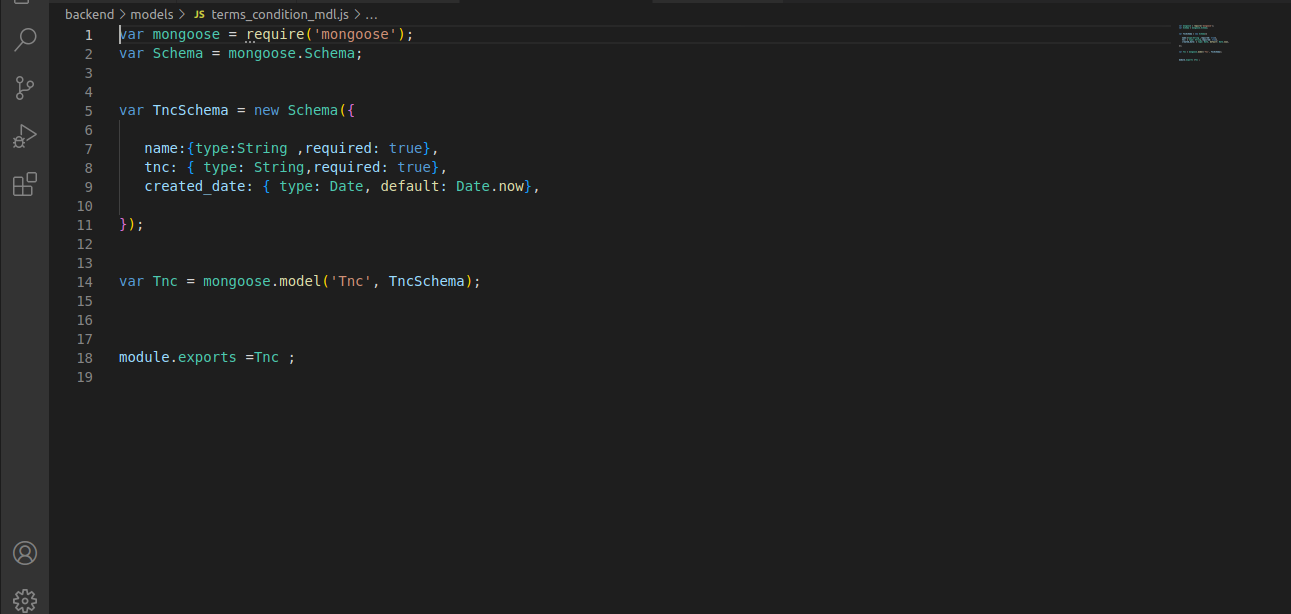 backend > models > JS terms_condition_mdl.js > ...
1 var mongoose = require('mongoose');
2 var Schema = mongoose.Schema;
3
4
5 var TncSchema = new Schema({
6
7 name:{type:String ,required: true},
8 tnc: { type: String,required: true},
9 created_date: { type: Date, default: Date.now},
10
11 });
12
13
14 var Tnc = mongoose.model('Tnc', TncSchema);
15
16
17
18 module.exports =Tnc ;
19